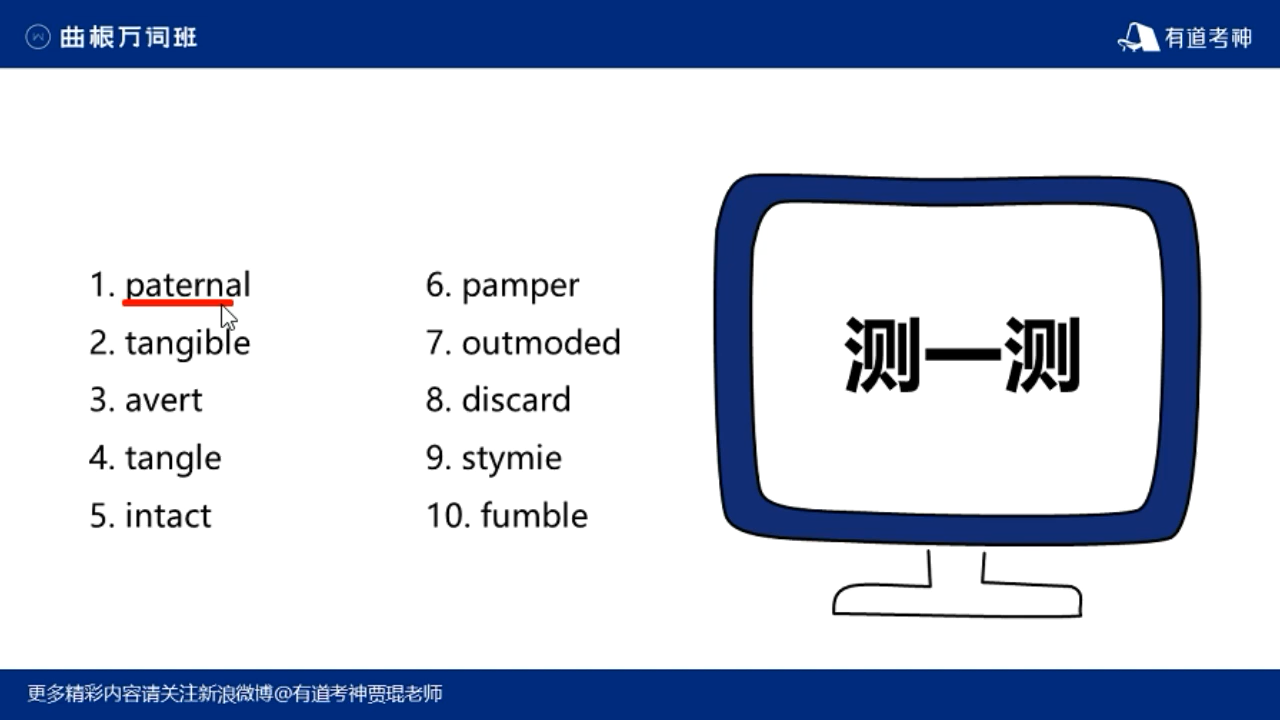 曲根万词班
有道考神
1. paternal
2. tangible
3. avert
4. tangle
5. intact
6. pamper
7. outmoded
8. discard
9. stymie
10. fumble
测一测
更多精彩内容请关注新浪微博@有道考神贾琨老师